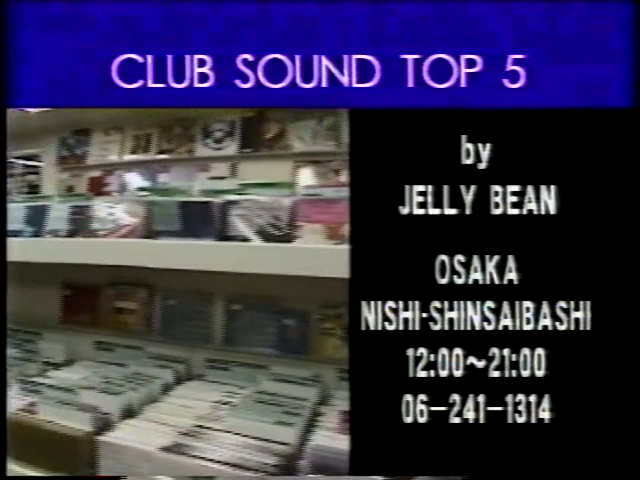 CLUB SOUND TOP 5
by
JELLY BEAN
OSAKA
NISHI-SHINSAIBASHI
12:00~21:00
06-241-1314